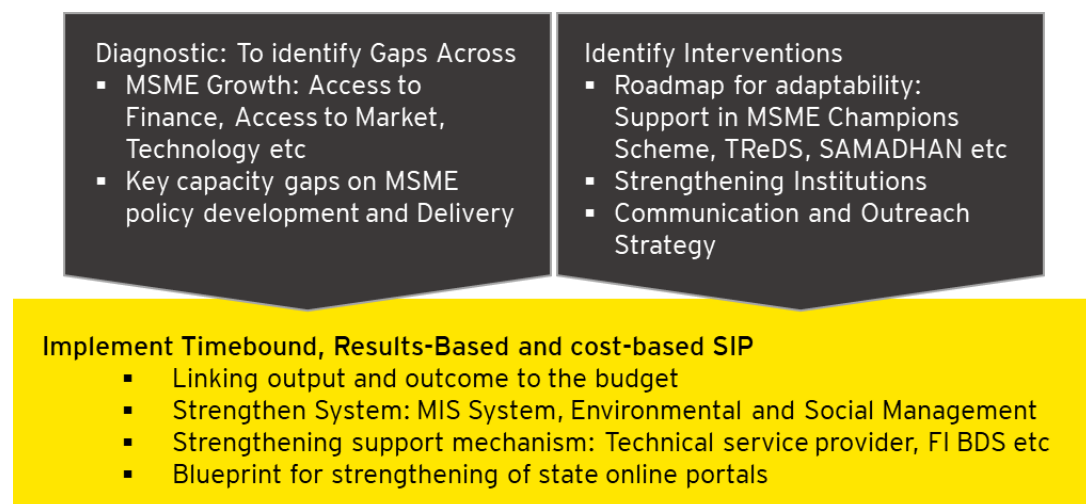 Diagnostic: To identify Gaps Across
▪ MSME Growth: Access to
Finance, Access to Market,
Technology etc
▪ Key capacity gaps on MSME
policy development and Delivery
Identify Interventions
▪ Roadmap for adaptability:
Support in MSME Champions
Scheme, TReDS, SAMADHAN etc
▪ Strengthening Institutions
▪ Communication and Outreach
Strategy
Implement Timebound, Results-Based and cost-based SIP
▪ Linking output and outcome to the budget
▪ Strengthen System: MIS System, Environmental and Social Management
▪ Strengthening support mechanism: Technical service provider, FI BDS etc
▪ Blueprint for strengthening of state online portals